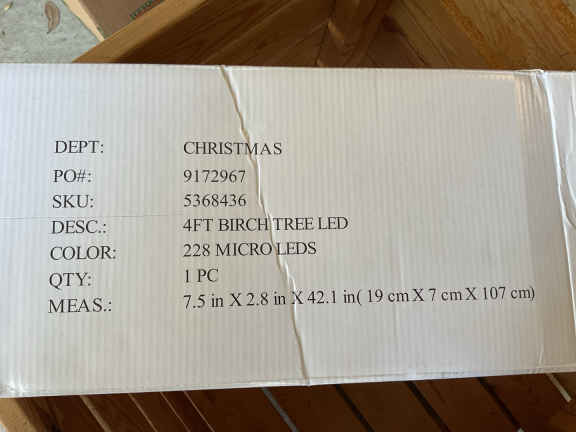 DEPT: CHRISTMAS
PO#: 9172967
SKU: 5368436
DESC.: 4FT BIRCH TREE LED
COLOR: 228 MICRO LEDS
QTY: 1 PC
MEAS.: 7.5 in X 2.8 in X 42.1 in( 19 cm X 7 cm X 107 cm)